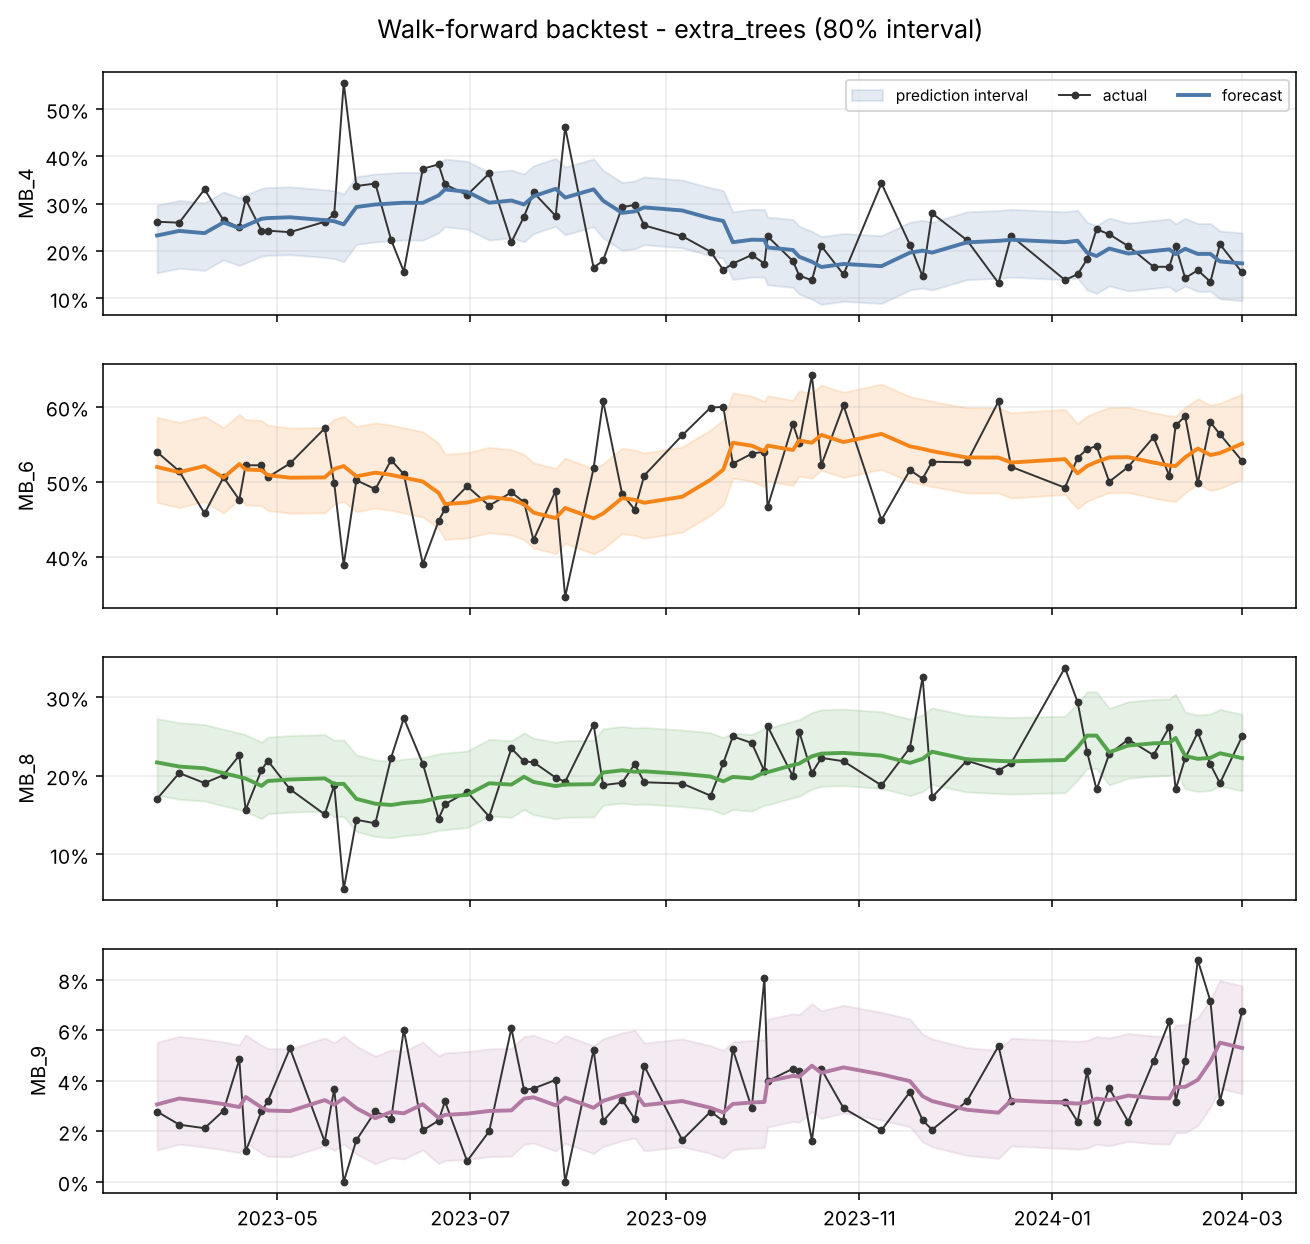 Walk-forward backtest - extra_trees (80% interval)
prediction interval
actual
forecast
MB_4
50%
40%
30%
20%
10%
MB_6
60%
50%
40%
MB_8
30%
20%
10%
MB_9
8%
6%
4%
2%
0%
2023-05
2023-07
2023-09
2023-11
2024-01
2024-03